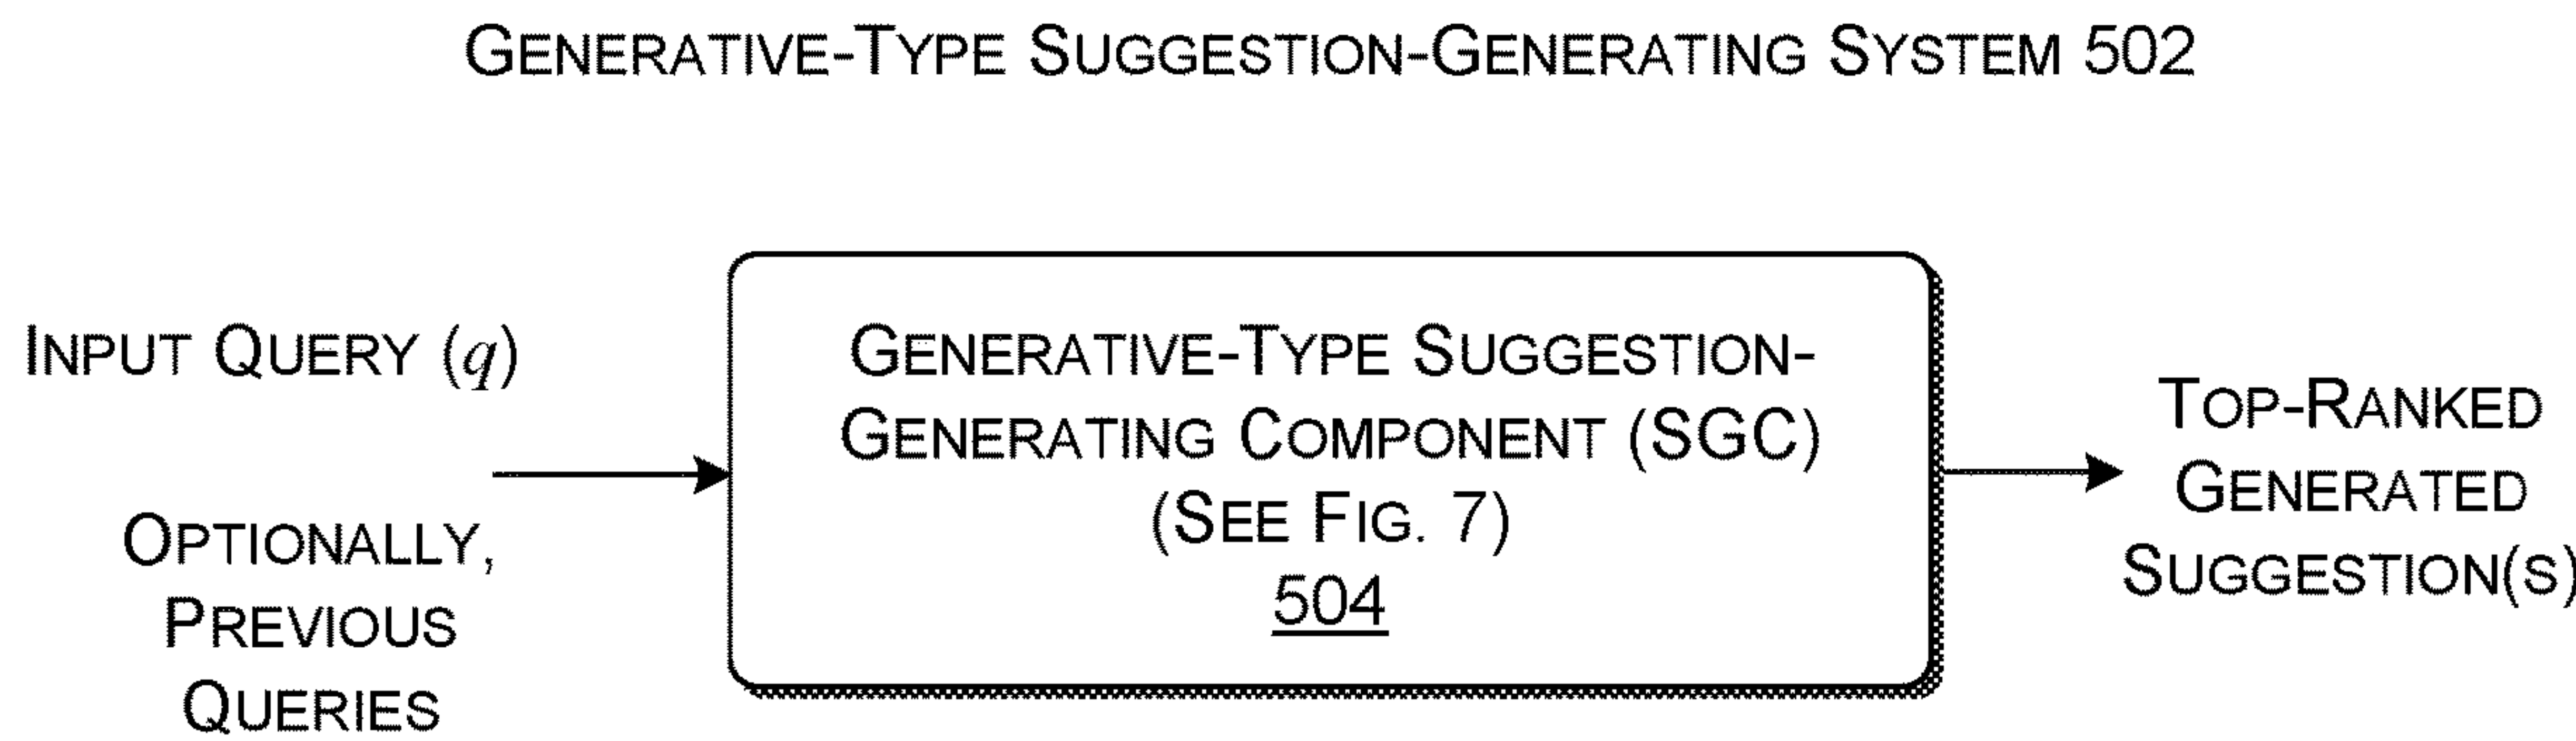 GENERATIVE-TYPE SUGGESTION-GENERATING SYSTEM 502
INPUT QUERY (q)
OPTIONALLY,
PREVIOUS
QUERIES
GENERATIVE-TYPE SUGGESTION-
GENERATING COMPONENT (SGC)
(SEE FIG. 7)
504
TOP-RANKED
GENERATED
SUGGESTION(S)